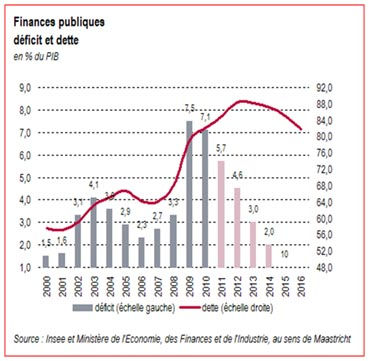 Finances publiques
déficit et dette
en % du PIB
9,0 92,0
8,0 88,0
84,0
7,0 80,0
6,0 76,0
72,0
5,0
68,0
4,0 64,0
3,0 60,0
56,0
2,0 52,0
1,0 48,0
1,5 1,6 3,1 4,1 2,9 2,3 2,7 3,3 7,5 7,1 5,7 4,6 3,0 2,0 10
2000 2001 2002 2003 2004 2005 2006 2007 2008 2009 2010 2011 2012 2013 2014 2015 2016
déficit (échelle gauche) dette (échelle droite)
Source : Insee et Ministère de l'Economie, des Finances et de l'Industrie, au sens de Maastricht